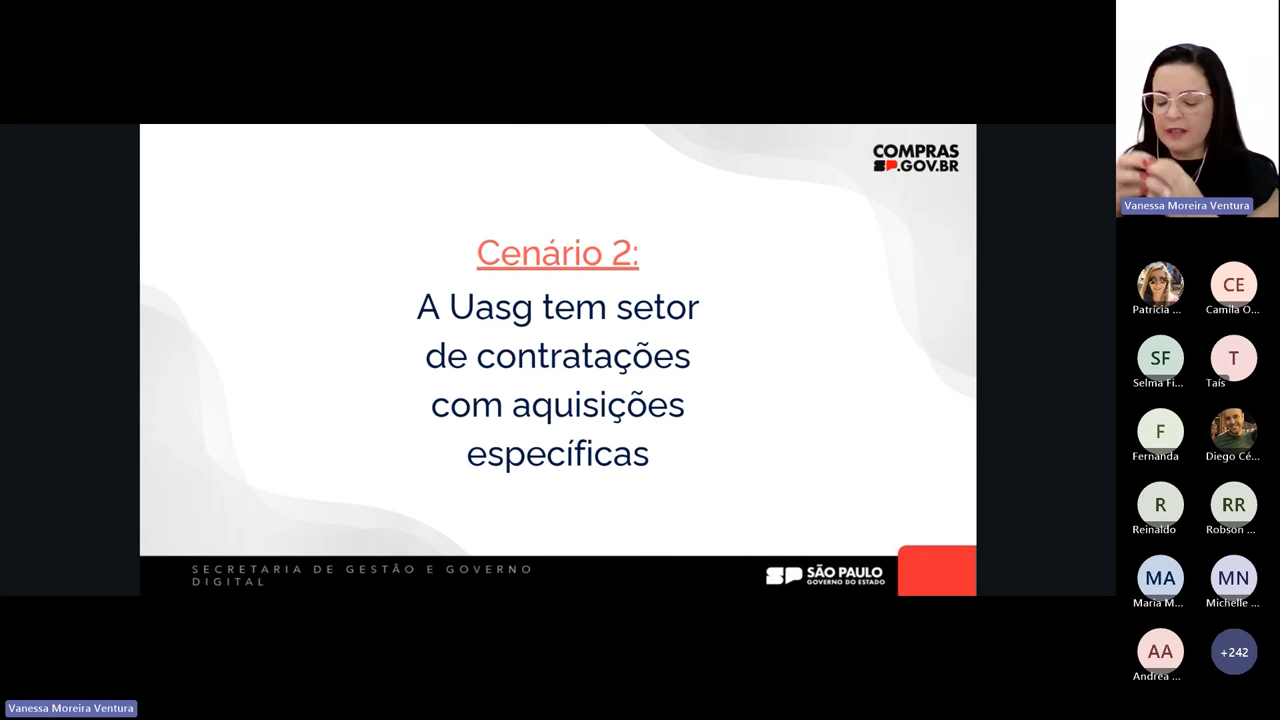 COMPRAS
SP.GOV.BR
Cenário 2:
A Uasg tem setor
de contratações
com aquisições
específicas
SECRETARIA DE GESTÃO E GOVERNO
DIGITAL
SP SÃO PAULO
GOVERNO DO ESTADO
Vanessa Moreira Ventura
CE
Patrícia ...
Camila O...
SF
T
Selma Fi...
Taís
F
Fernanda
Diego Cé...
R
RR
Reinaldo
Robson ...
MA
MN
Maria M...
Michelle ...
AA
+242
Andrea ...
Vanessa Moreira Ventura